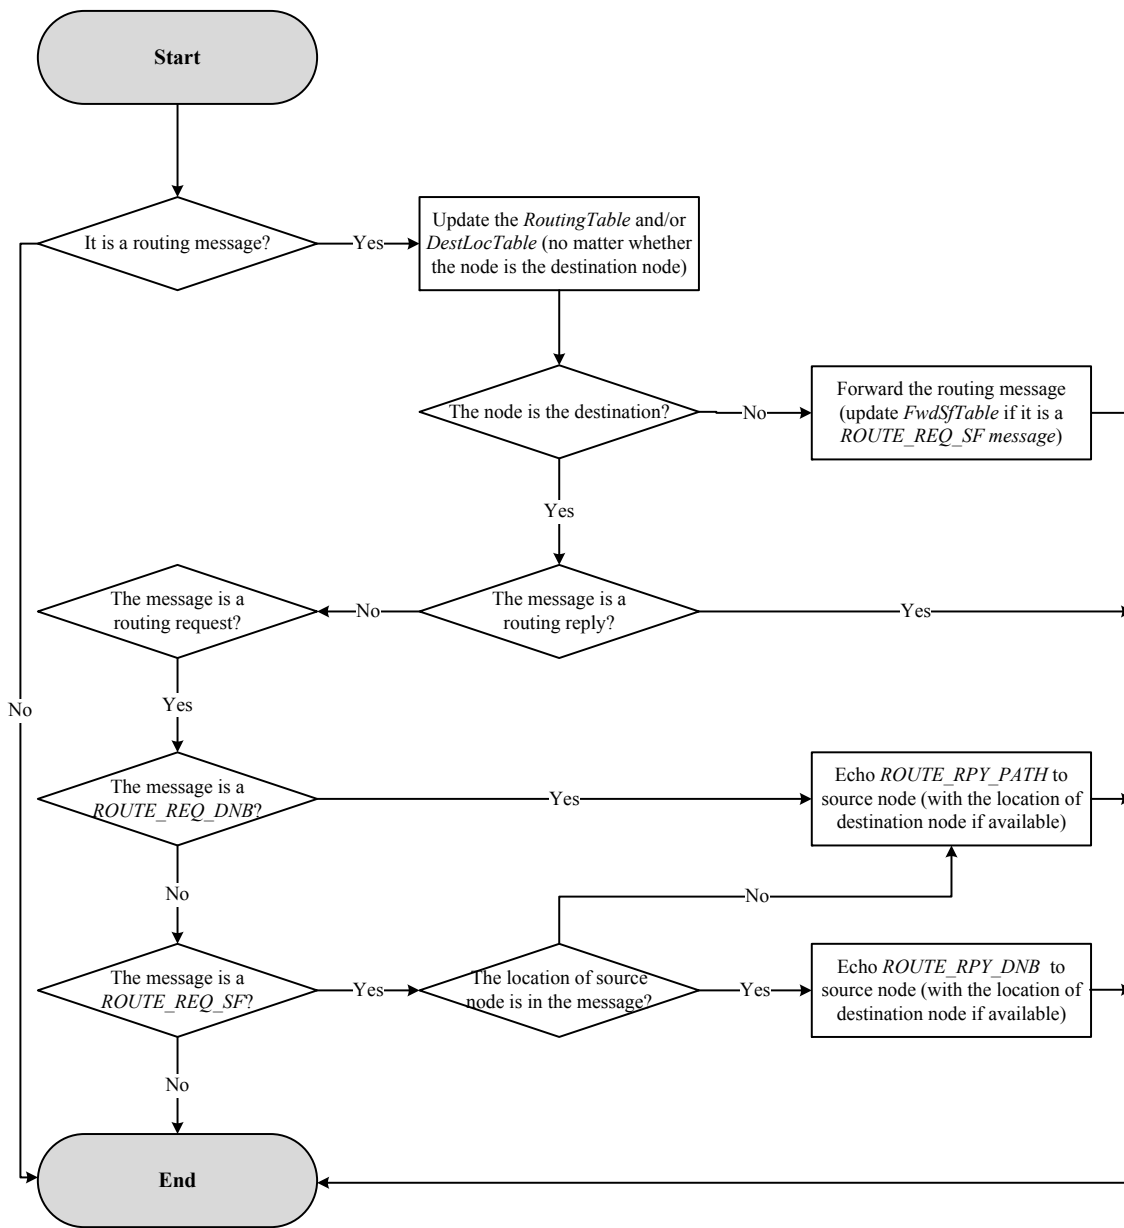 Start
It is a routing message?
Yes
Update the RoutingTable and/or
DestLocTable (no matter whether
the node is the destination node)
The node is the destination?
No
Forward the routing message
(update FwdSfTable if it is a
ROUTE_REQ_SF message)
Yes
The message is a
routing request?
No
The message is a
routing reply?
Yes
Yes
No
The message is a
ROUTE_REQ_DNB?
Yes
Echo ROUTE_RPY_PATH to
source node (with the location of
destination node if available)
No
No
The message is a
ROUTE_REQ_SF?
Yes
The location of source
node is in the message?
Yes
Echo ROUTE_RPY_DNB to
source node (with the location of
destination node if available)
No
End